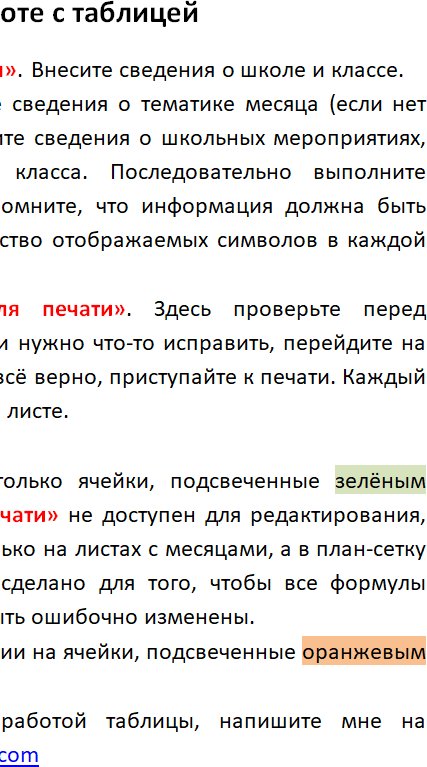 оте с таблицей
и». Внесите сведения о школе и классе.
е сведения о тематике месяца (если нет
ите сведения о школьных мероприятиях,
класса. Последовательно выполните
омните, что информация должна быть
ство отображаемых символов в каждой
ля печати». Здесь проверьте перед
и нужно что-то исправить, перейдите на
всё верно, приступайте к печати. Каждый
листе.
только ячейки, подсвеченные зелёным
чати» не доступен для редактирования,
ько на листах с месяцами, а в план-сетку
сделано для того, чтобы все формулы
ыть ошибочно изменены.
ии на ячейки, подсвеченные оранжевым
работой таблицы, напишите мне на
com